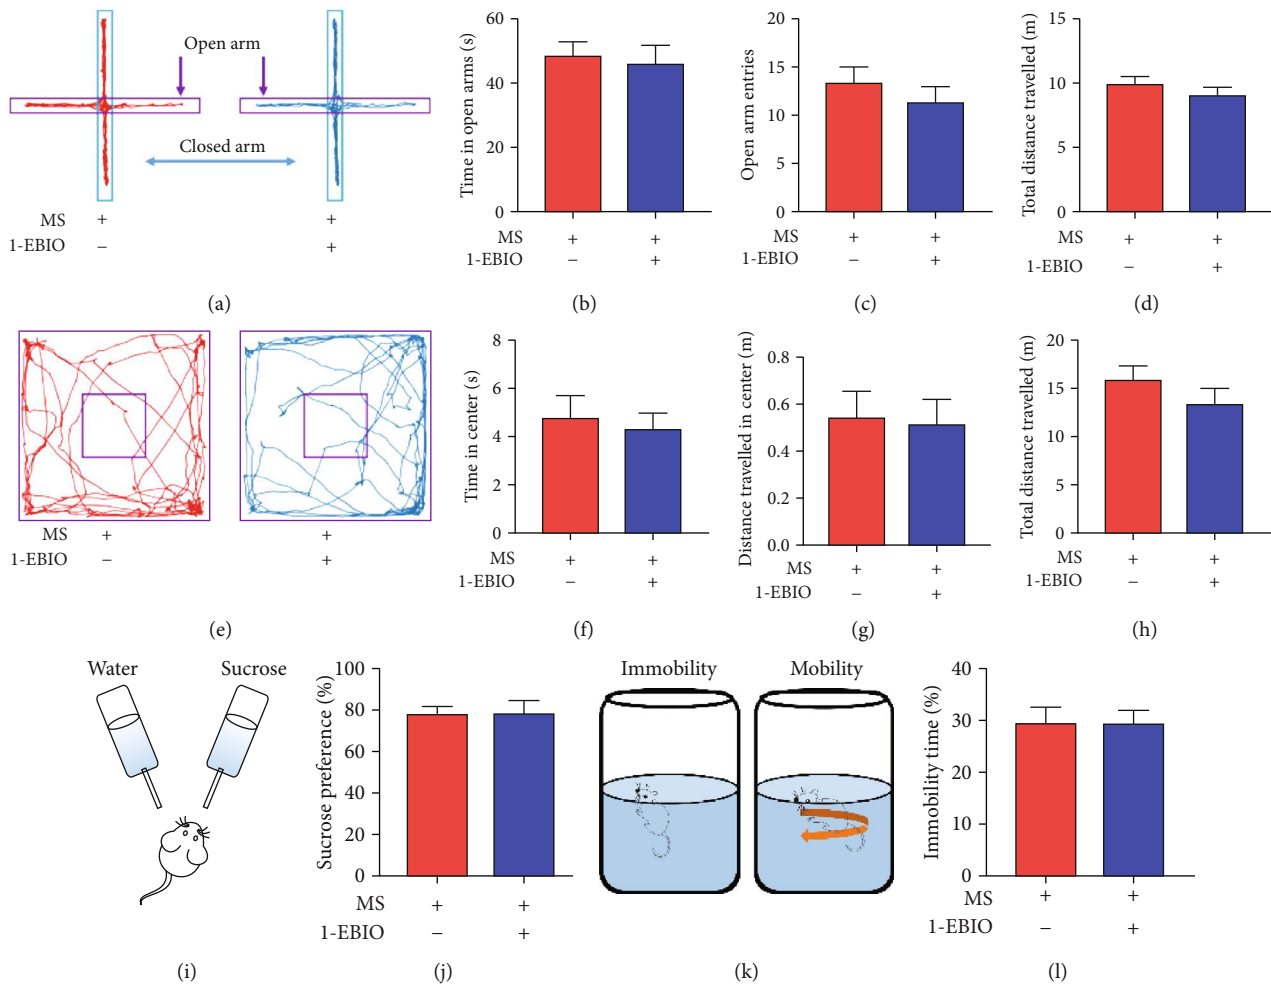 Open arm
Closed arm
MS + +
1-EBIO − +
(a)
Time in open arms (s)
60
40
20
0
MS + +
1-EBIO − +
(b)
Open arm entries
20
15
10
5
0
MS + +
1-EBIO − +
(c)
Total distance travelled (m)
15
10
5
0
MS + +
1-EBIO − +
(d)
MS + +
1-EBIO − +
(e)
Time in center (s)
8
6
4
2
0
MS + +
1-EBIO − +
(f)
Distance travelled in center (m)
0.8
0.6
0.4
0.2
0.0
MS + +
1-EBIO − +
(g)
Total distance travelled (m)
20
15
10
5
0
MS + +
1-EBIO − +
(h)
Water Sucrose
(i)
Sucrose preference (%)
100
80
60
40
20
0
MS + +
1-EBIO − +
(j)
Immobility Mobility
(k)
Immobility time (%)
40
30
20
10
0
MS + +
1-EBIO − +
(l)